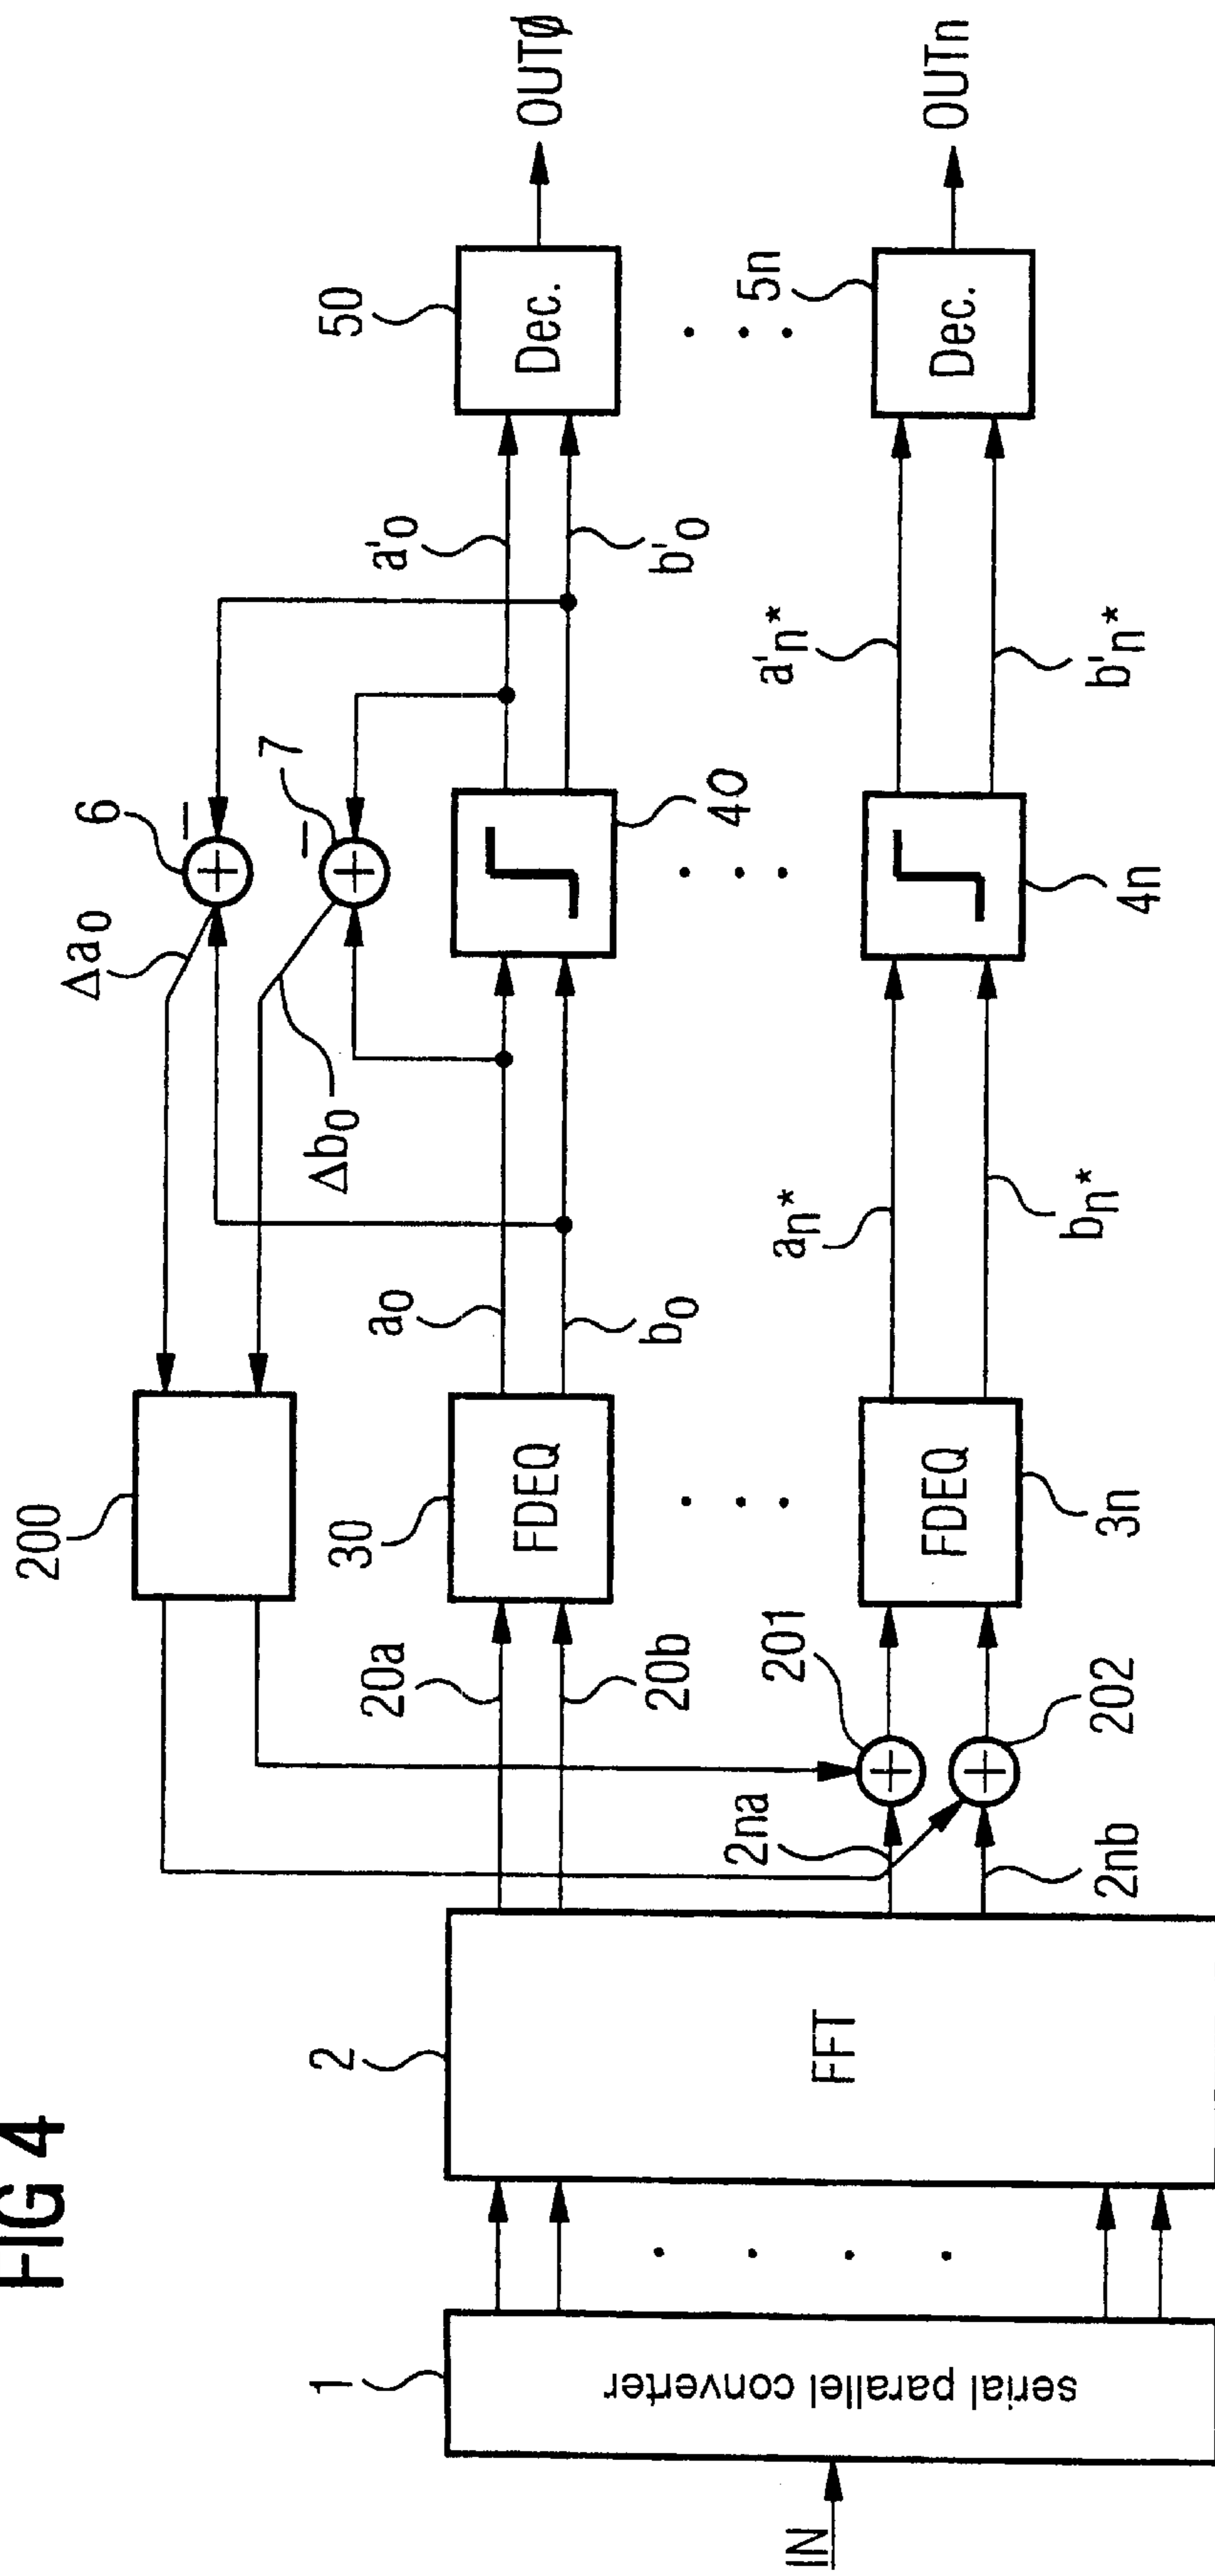 FIG 4
IN
1
serial parallel converter
2
FFT
20a
20b
2na
2nb
200
201
202
30
FDEQ
3n
FDEQ
a0
b0
an*
bn*
Δa0
Δb0
6
−
7
−
40
4n
a'0
b'0
a'n*
b'n*
50
Dec.
5n
Dec.
OUTØ
OUTn